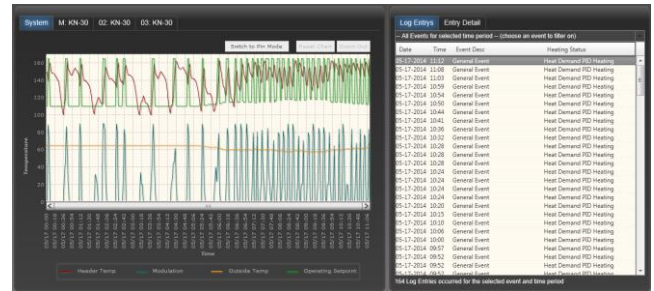 System M: KN-30 02: KN-30 03: KN-30
Switch to Pin Mode Reset Chart Zoom Out
160
140
120
100
80
60
40
20
0
Temperature
Time
Header Temp Modulation Outside Temp Operating Setpoint
Log Entrys Entry Detail
-- All Events for selected time period -- (choose an event to filter on)
Date Time Event Desc Heating Status
05-17-2014 11:12 General Event Heat Demand PID Heating
05-17-2014 11:08 General Event Heat Demand PID Heating
05-17-2014 11:03 General Event Heat Demand PID Heating
05-17-2014 10:59 General Event Heat Demand PID Heating
05-17-2014 10:54 General Event Heat Demand PID Heating
05-17-2014 10:50 General Event Heat Demand PID Heating
05-17-2014 10:44 General Event Heat Demand PID Heating
05-17-2014 10:41 General Event Heat Demand PID Heating
05-17-2014 10:36 General Event Heat Demand PID Heating
05-17-2014 10:32 General Event Heat Demand PID Heating
05-17-2014 10:28 General Event Heat Demand PID Heating
05-17-2014 10:28 General Event Heat Demand PID Heating
05-17-2014 10:28 General Event Heat Demand PID Heating
05-17-2014 10:24 General Event Heat Demand PID Heating
05-17-2014 10:24 General Event Heat Demand PID Heating
05-17-2014 10:24 General Event Heat Demand PID Heating
05-17-2014 10:20 General Event Heat Demand PID Heating
05-17-2014 10:15 General Event Heat Demand PID Heating
05-17-2014 10:10 General Event Heat Demand PID Heating
05-17-2014 10:06 General Event Heat Demand PID Heating
05-17-2014 10:00 General Event Heat Demand PID Heating
05-17-2014 09:57 General Event Heat Demand PID Heating
05-17-2014 09:52 General Event Heat Demand PID Heating
05-17-2014 09:52 General Event Heat Demand PID Heating
164 Log Entries occurred for the selected event and time period